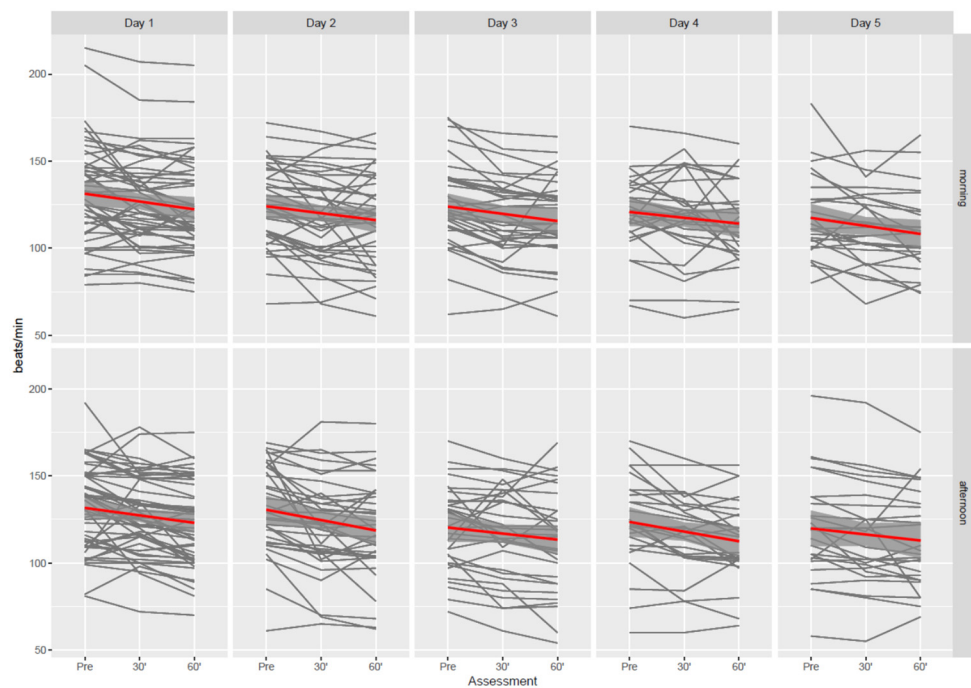 Day 1
Day 2
Day 3
Day 4
Day 5
200
150
100
50
morning
beats/min
200
150
100
50
afternoon
Pre
30'
60'
Pre
30'
60'
Pre
30'
60'
Pre
30'
60'
Pre
30'
60'
Assessment